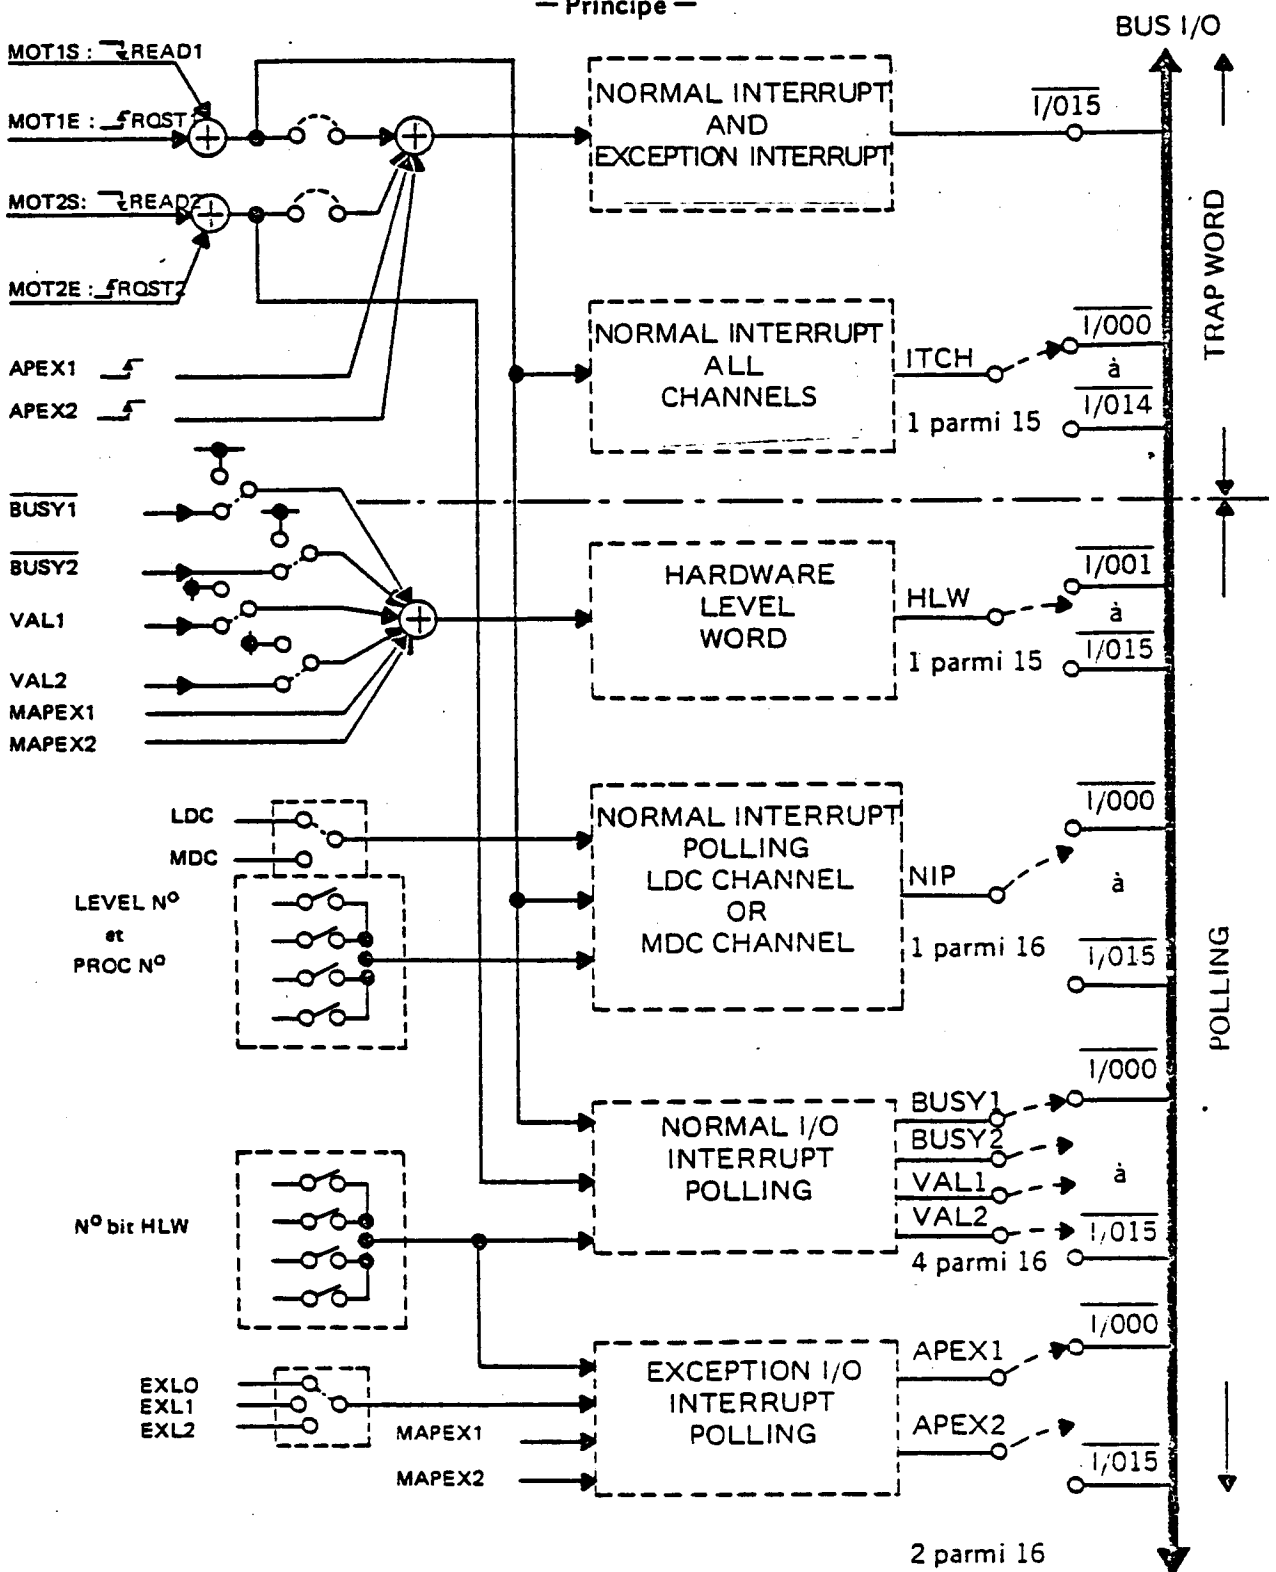 — Principe —
BUS I/O
MOT1S : READ1
MOT1E : RQST1
MOT2S: READ2
MOT2E : RQST2
APEX1
APEX2
NORMAL INTERRUPT
AND
EXCEPTION INTERRUPT
I/015
TRAP WORD
NORMAL INTERRUPT
ALL
CHANNELS
ITCH
1 parmi 15
I/000
à
I/014
BUSY1
BUSY2
VAL1
VAL2
MAPEX1
MAPEX2
HARDWARE
LEVEL
WORD
HLW
1 parmi 15
I/001
à
I/015
LDC
MDC
LEVEL Nº
et
PROC Nº
NORMAL INTERRUPT
POLLING
LDC CHANNEL
OR
MDC CHANNEL
NIP
1 parmi 16
I/000
à
I/015
POLLING
Nº bit HLW
NORMAL I/O
INTERRUPT
POLLING
BUSY1
BUSY2
VAL1
VAL2
4 parmi 16
I/000
à
I/015
EXL0
EXL1
EXL2
MAPEX1
MAPEX2
EXCEPTION I/O
INTERRUPT
POLLING
APEX1
APEX2
I/000
I/015
2 parmi 16